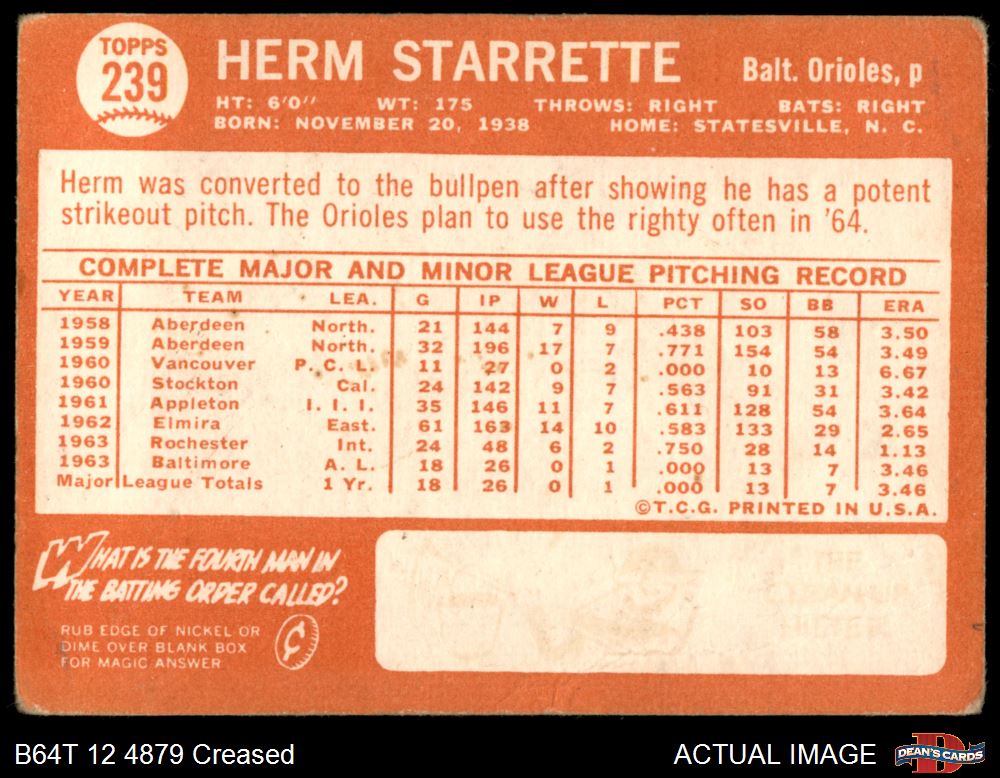 TOPPS
239
HERM STARRETTE
Balt. Orioles, p
HT: 6'0" WT: 175 THROWS: RIGHT BATS: RIGHT
BORN: NOVEMBER 20, 1938 HOME: STATESVILLE, N. C.
Herm was converted to the bullpen after showing he has a potent
strikeout pitch. The Orioles plan to use the righty often in '64.
COMPLETE MAJOR AND MINOR LEAGUE PITCHING RECORD
YEAR TEAM LEA. G IP W L PCT SO BB ERA
1958 Aberdeen North. 21 144 7 9 .438 103 58 3.50
1959 Aberdeen North. 32 196 17 7 .771 154 54 3.49
1960 Vancouver P. C. L. 11 27 0 2 .000 10 13 6.67
1960 Stockton Cal. 24 142 9 7 .563 91 31 3.42
1961 Appleton I. I. I. 35 146 11 7 .611 128 54 3.64
1962 Elmira East. 61 163 14 10 .583 133 29 2.65
1963 Rochester Int. 24 48 6 2 .750 28 14 1.13
1963 Baltimore A. L. 18 26 0 1 .000 13 7 3.46
Major League Totals 1 Yr. 18 26 0 1 .000 13 7 3.46
©T.C.G. PRINTED IN U.S.A.
WHAT IS THE FOURTH MAN IN
THE BATTING ORDER CALLED?
RUB EDGE OF NICKEL OR
DIME OVER BLANK BOX
FOR MAGIC ANSWER
¢
B64T 12 4879 Creased
ACTUAL IMAGE
DEAN'S CARDS